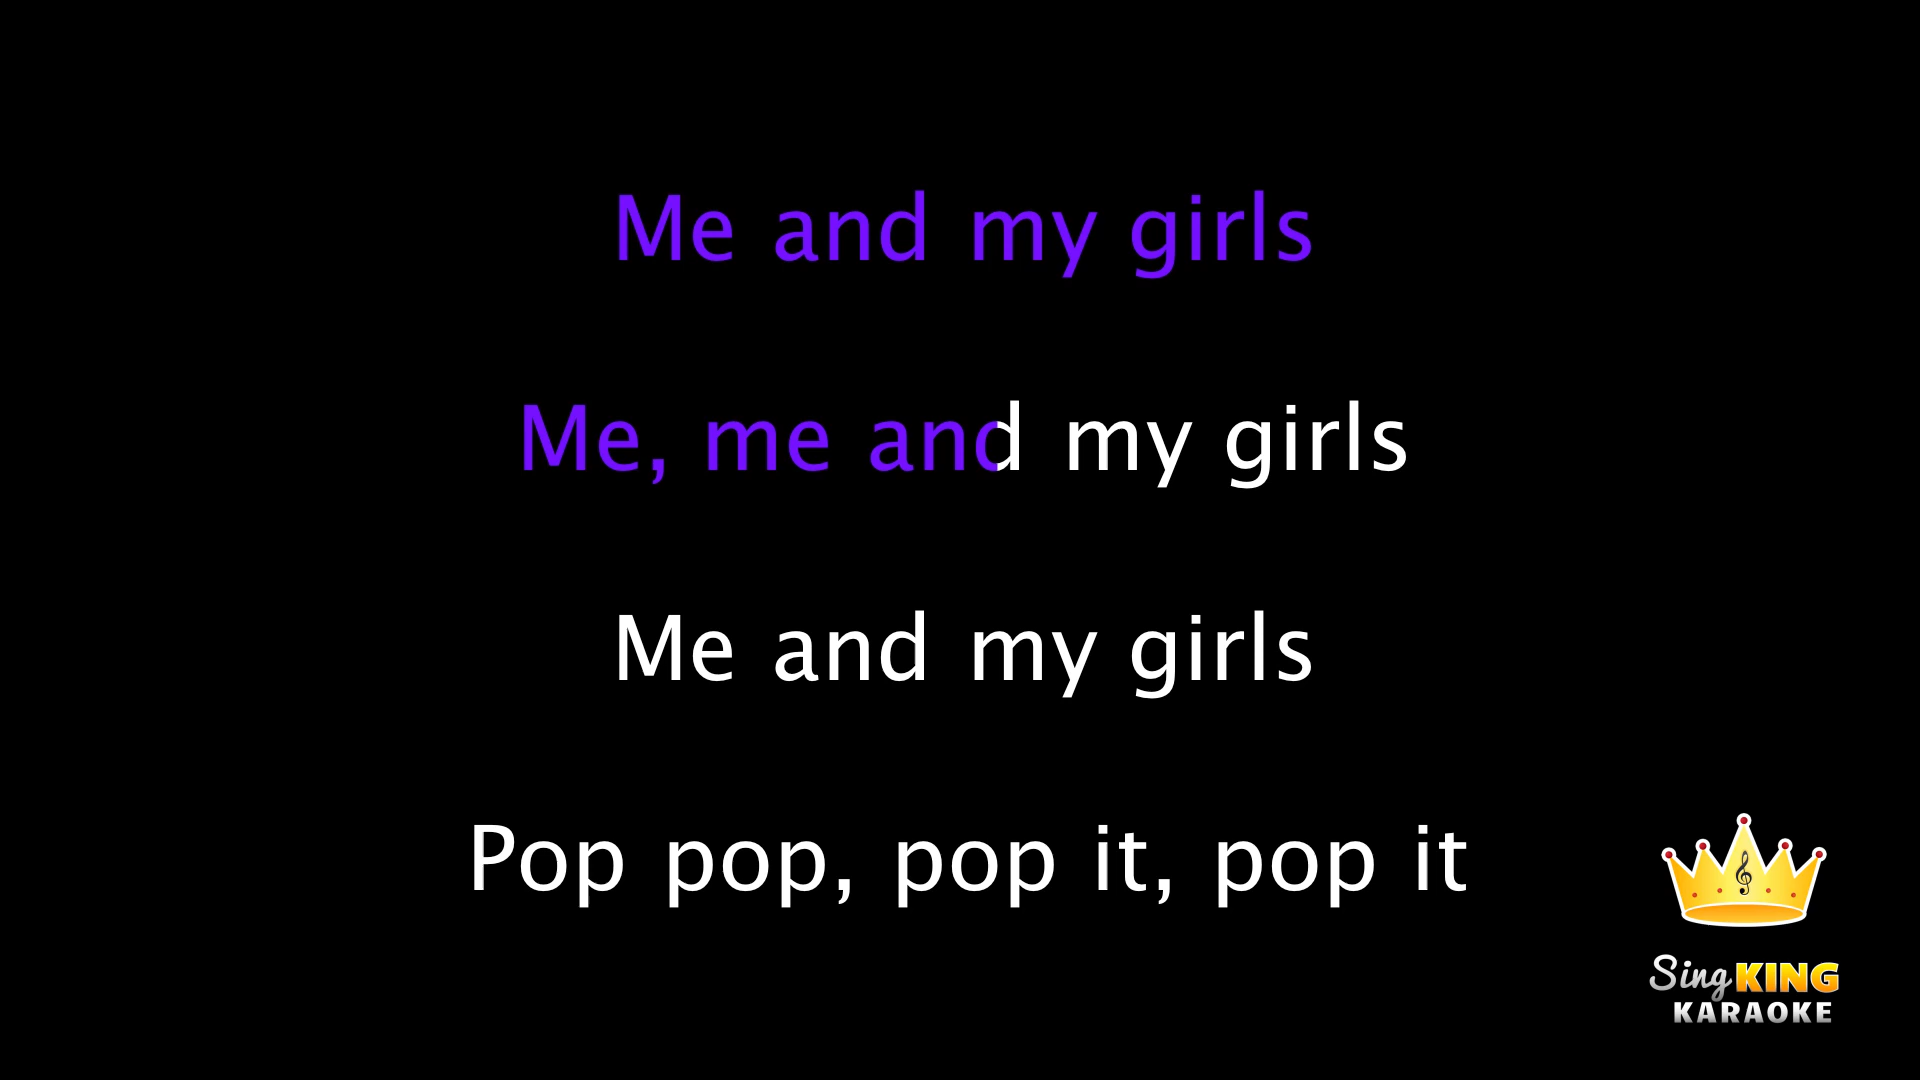 Me and my girls
Me, me and my girls
Me and my girls
Pop pop, pop it, pop it
Sing KING
KARAOKE